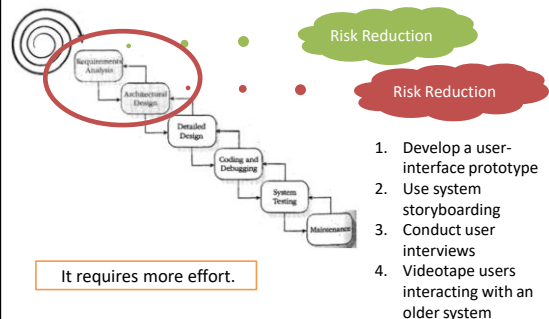 Risk Reduction
Requirements
Analysis
Risk Reduction
Architectural
Design
Detailed
Design
Coding and
Debugging
System
Testing
Maintenance
1. Develop a user-
interface prototype
2. Use system
storyboarding
3. Conduct user
interviews
4. Videotape users
interacting with an
older system
It requires more effort.